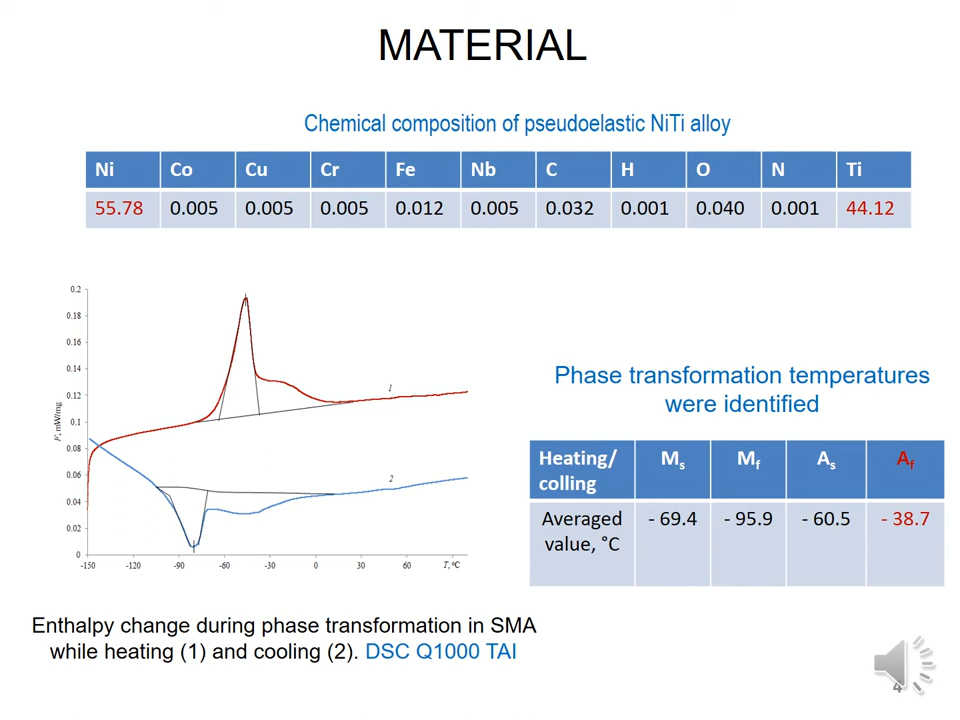 MATERIAL
Chemical composition of pseudoelastic NiTi alloy
Ni Co Cu Cr Fe Nb C H O N Ti
55.78 0.005 0.005 0.005 0.012 0.005 0.032 0.001 0.040 0.001 44.12
0.2
0.18
0.16
0.14
0.12
0.1
0.08
0.06
0.04
0.02
0
F, mW/mg
1
2
-150 -120 -90 -60 -30 0 30 60 T, °C
Enthalpy change during phase transformation in SMA
while heating (1) and cooling (2). DSC Q1000 TAI
Phase transformation temperatures
were identified
Heating/
colling
Ms Mf As Af
Averaged
value, °C
- 69.4 - 95.9 - 60.5 - 38.7
4